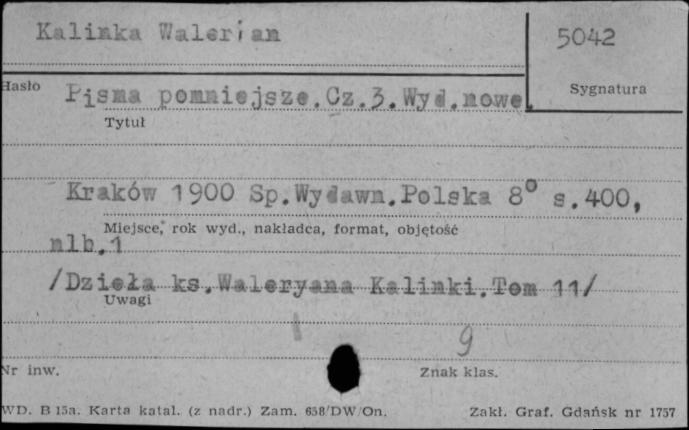 Kalinka Walerian
5042
Hasło
Sygnatura
Pisma pomniejsze.Cz.3.Wyd.nowe.
Tytuł
Kraków 1900 Sp.Wydawn.Polska 8° s.400,
Miejsce, rok wyd., nakładca, format, objętość
nlb.1
/Dzieła ks.Waleryana Kalinki.Tom 11/
Uwagi
9
Nr inw.
Znak klas.
WD. B 15a. Karta katal. (z nadr.) Zam. 658/DW/On.
Zakł. Graf. Gdańsk nr 1757